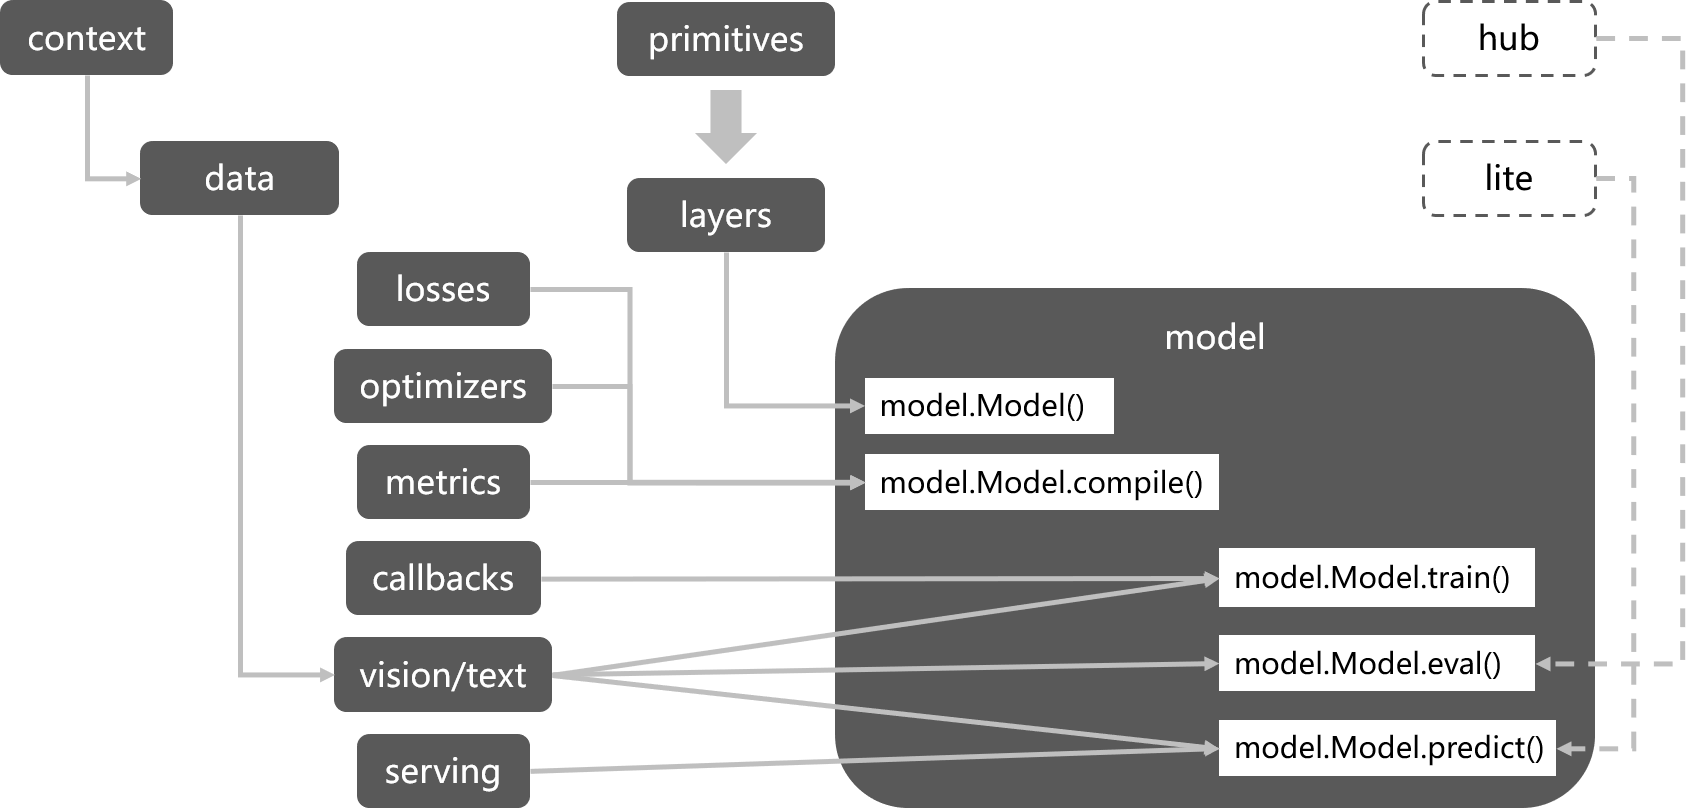 context
primitives
hub
data
lite
layers
losses
model
optimizers
model.Model()
metrics
model.Model.compile()
callbacks
model.Model.train()
vision/text
model.Model.eval()
serving
model.Model.predict()